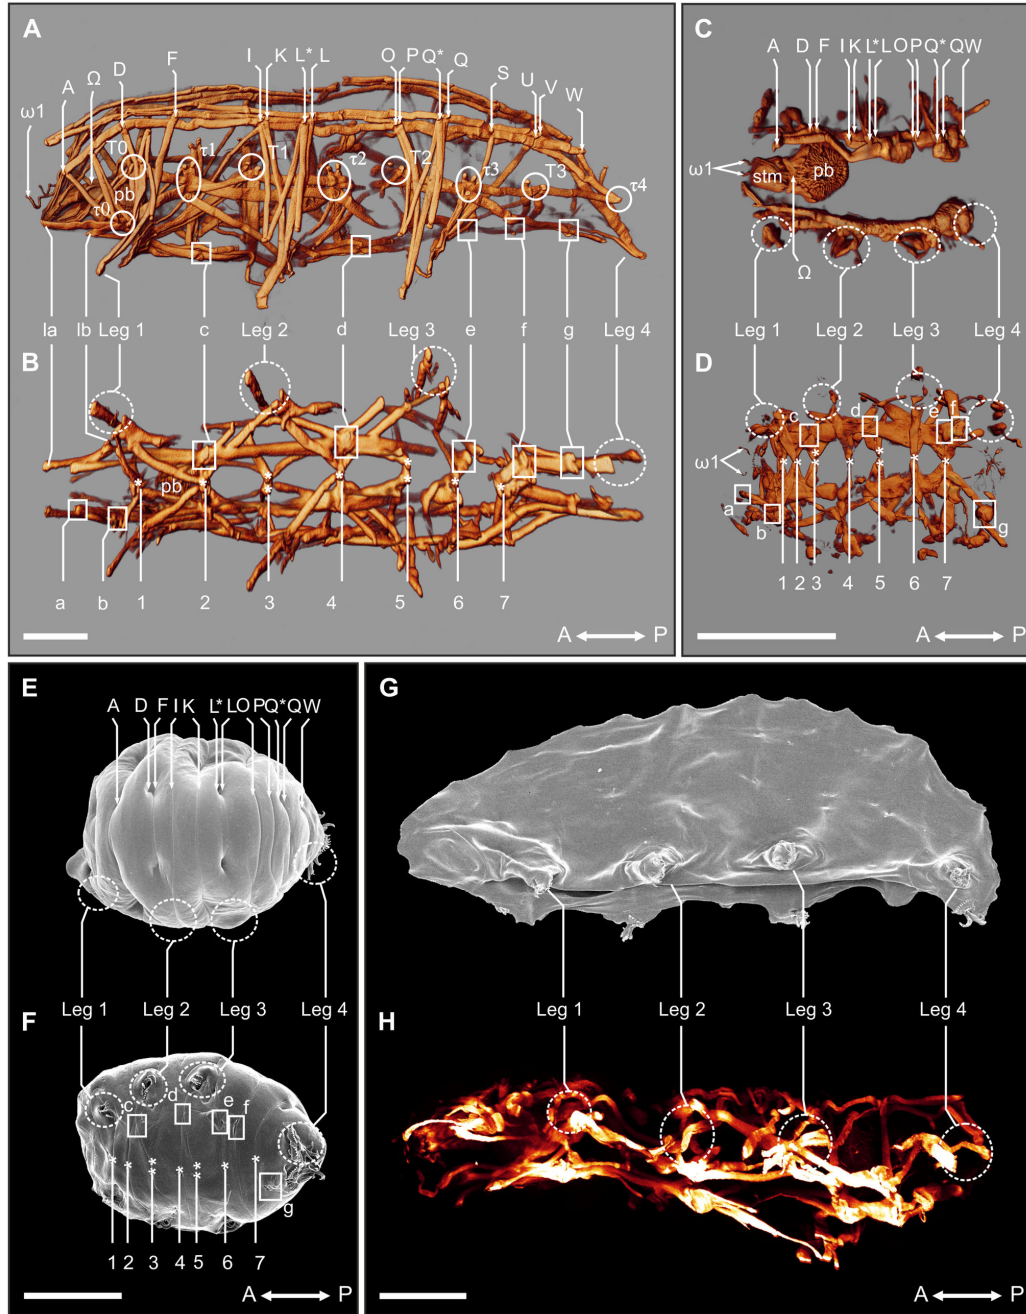 A
ω1 A Ω D F I K L* L O P Q* Q S U V W
T0 τ1 T1 τ2 T2 τ3 T3 τ4
pb
τ0
Ia Ib Leg 1 c Leg 2 d Leg 3 e f g Leg 4
B
pb
a b 1 2 3 4 5 6 7
A P
C
A D F I K L* L O P Q* Q W
ω1 stm pb
Ω
Leg 1 Leg 2 Leg 3 Leg 4
D
c d e f
ω1
a
b g
1 2 3 4 5 6 7
A P
E
A D F I K L* L O P Q* Q W
Leg 1 Leg 2 Leg 3 Leg 4
F
c d e f
g
1 2 3 4 5 6 7
A P
G
Leg 1 Leg 2 Leg 3 Leg 4
H
A P